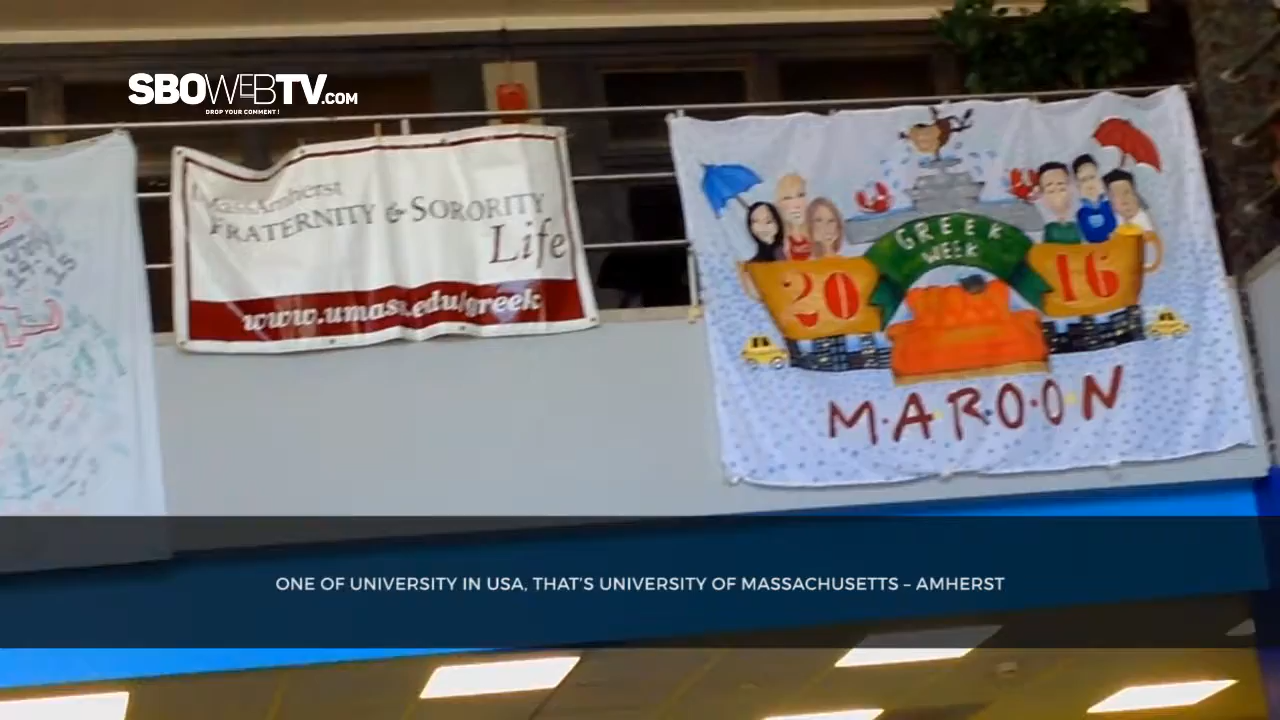 SBOWEBTV.COM
DROP YOUR COMMENT !
UMassAmherst
FRATERNITY & SORORITY
Life
www.umass.edu/greek
GREEK
WEEK
20 16
M·A·R·O·O·N
ONE OF UNIVERSITY IN USA, THAT'S UNIVERSITY OF MASSACHUSETTS – AMHERST